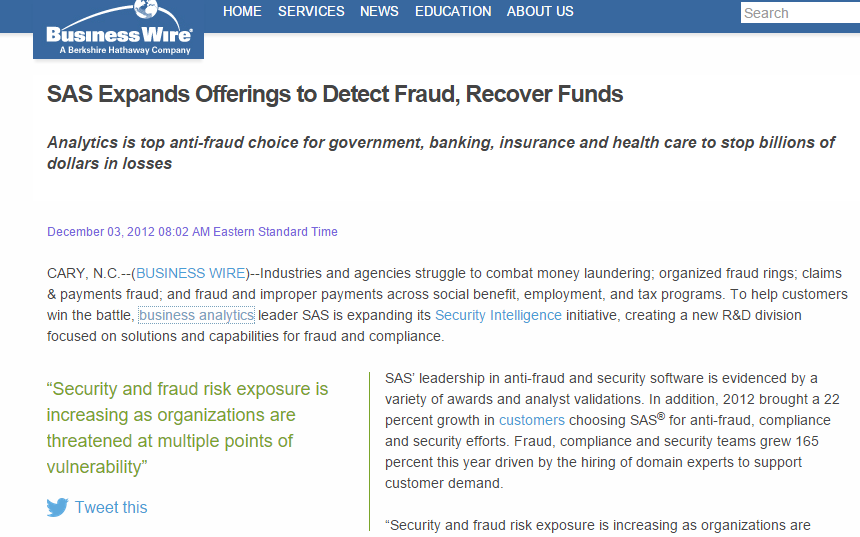 HOME SERVICES NEWS EDUCATION ABOUT US
Search
Business Wire®
A Berkshire Hathaway Company
SAS Expands Offerings to Detect Fraud, Recover Funds
Analytics is top anti-fraud choice for government, banking, insurance and health care to stop billions of
dollars in losses
December 03, 2012 08:02 AM Eastern Standard Time
CARY, N.C.--(BUSINESS WIRE)--Industries and agencies struggle to combat money laundering; organized fraud rings; claims
& payments fraud; and fraud and improper payments across social benefit, employment, and tax programs. To help customers
win the battle, business analytics leader SAS is expanding its Security Intelligence initiative, creating a new R&D division
focused on solutions and capabilities for fraud and compliance.
“Security and fraud risk exposure is
increasing as organizations are
threatened at multiple points of
vulnerability”
Tweet this
SAS’ leadership in anti-fraud and security software is evidenced by a
variety of awards and analyst validations. In addition, 2012 brought a 22
percent growth in customers choosing SAS® for anti-fraud, compliance
and security efforts. Fraud, compliance and security teams grew 165
percent this year driven by the hiring of domain experts to support
customer demand.
“Security and fraud risk exposure is increasing as organizations are